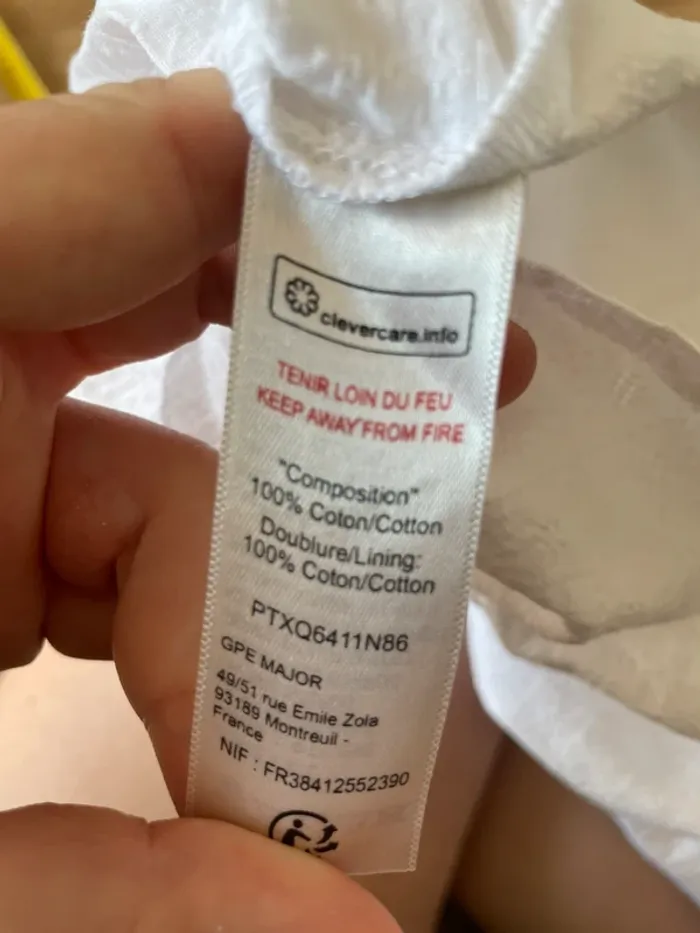 clevercare.info
TENIR LOIN DU FEU
KEEP AWAY FROM FIRE
"Composition"
100% Coton/Cotton
Doublure/Lining:
100% Coton/Cotton
PTXQ6411N86
GPE MAJOR
49/51 rue Emile Zola
93189 Montreuil -
France
NIF : FR38412552390